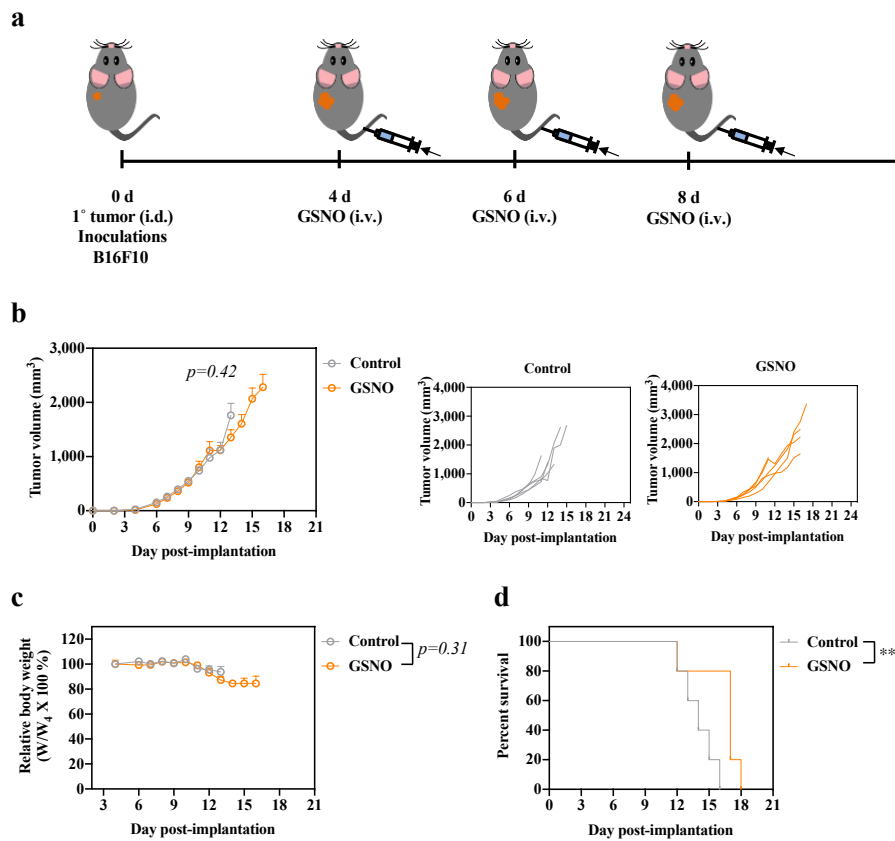 a
0 d
1° tumor (i.d.)
Inoculations
B16F10
4 d
GSNO (i.v.)
6 d
GSNO (i.v.)
8 d
GSNO (i.v.)
b
Tumor volume (mm³)
3,000
2,000
1,000
0
0 3 6 9 12 15 18 21
Day post-implantation
p=0.42
Control
GSNO
Control
Tumor volume (mm³)
4,000
3,000
2,000
1,000
0
0 3 6 9 12 15 18 21 24
Day post-implantation
GSNO
Tumor volume (mm³)
4,000
3,000
2,000
1,000
0
0 3 6 9 12 15 18 21 24
Day post-implantation
c
Relative body weight
(W/W₄ X 100 %)
120
100
80
60
40
20
0
3 6 9 12 15 18 21
Day post-implantation
Control
GSNO
p=0.31
d
Percent survival
100
80
60
40
20
0
0 3 6 9 12 15 18 21
Day post-implantation
Control
GSNO
**